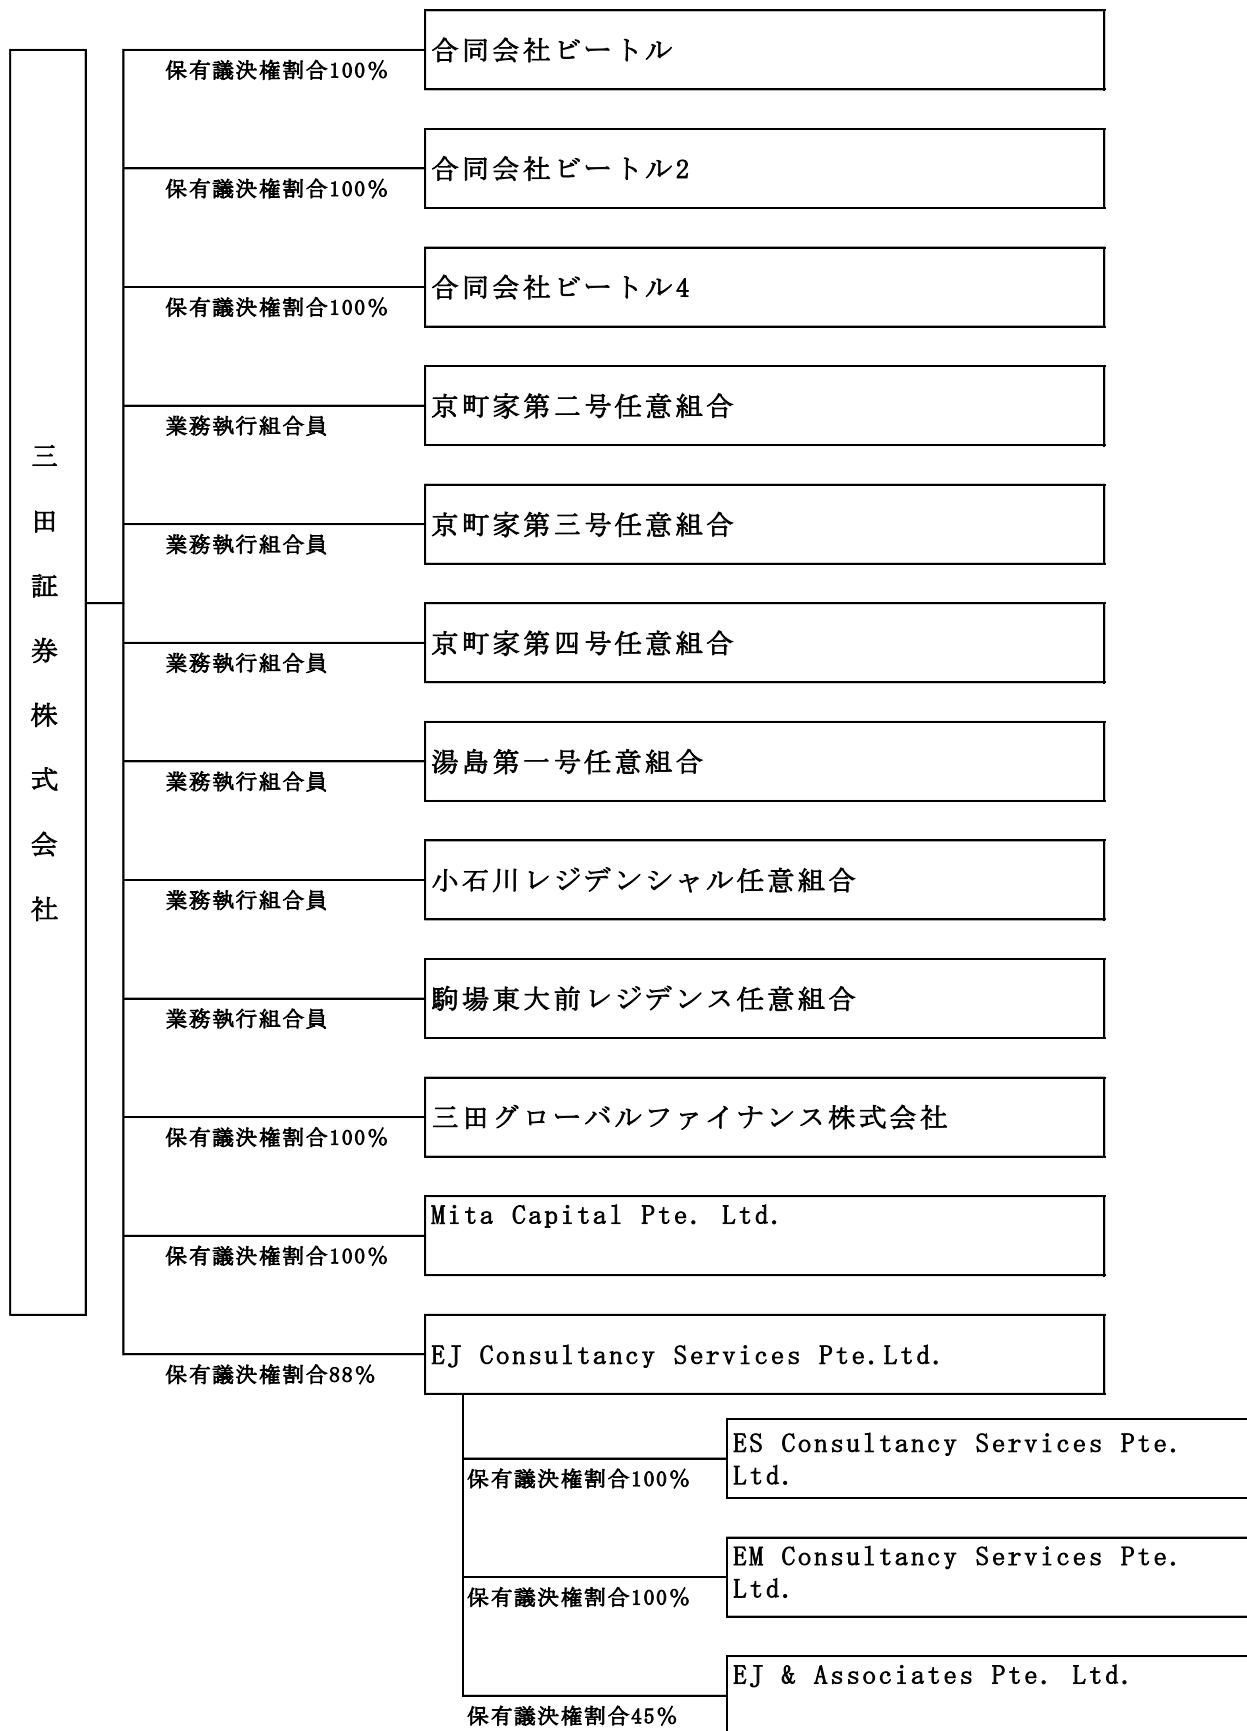 三田証券株式会社
合同会社ビートル
保有議決権割合100%
合同会社ビートル2
保有議決権割合100%
合同会社ビートル4
保有議決権割合100%
京町家第二号任意組合
業務執行組合員
京町家第三号任意組合
業務執行組合員
京町家第四号任意組合
業務執行組合員
湯島第一号任意組合
業務執行組合員
小石川レジデンシャル任意組合
業務執行組合員
駒場東大前レジデンス任意組合
業務執行組合員
三田グローバルファイナンス株式会社
保有議決権割合100%
Mita Capital Pte. Ltd.
保有議決権割合100%
EJ Consultancy Services Pte.Ltd.
保有議決権割合88%
ES Consultancy Services Pte.
Ltd.
保有議決権割合100%
EM Consultancy Services Pte.
Ltd.
保有議決権割合100%
EJ & Associates Pte. Ltd.
保有議決権割合45%